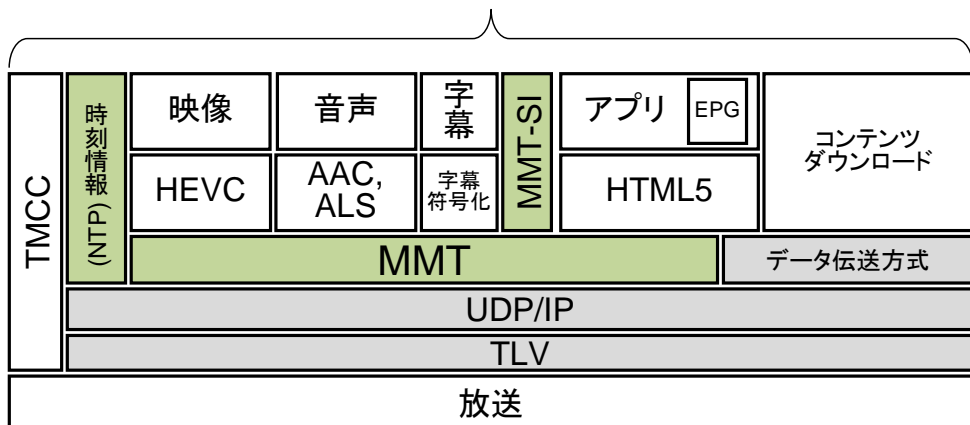 TMCC
時刻情報
(NTP)
映像
音声
字
幕
MMT-SI
アプリ
EPG
コンテンツ
ダウンロード
HEVC
AAC,
ALS
字幕
符号化
HTML5
MMT
データ伝送方式
UDP/IP
TLV
放送